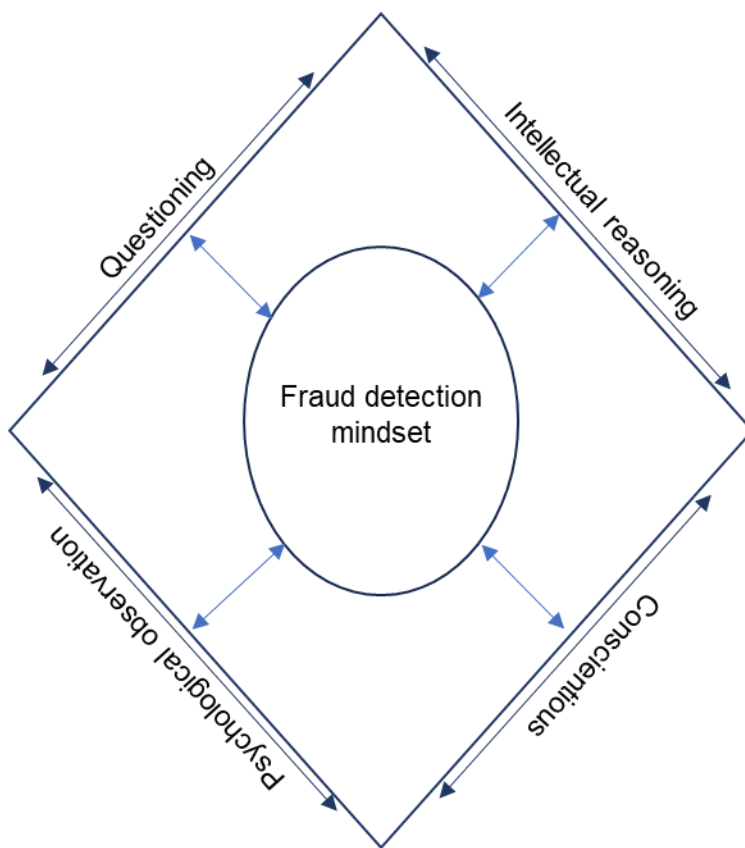 Questioning
Intellectual reasoning
Fraud detection
mindset
Psychological observation
Conscientious